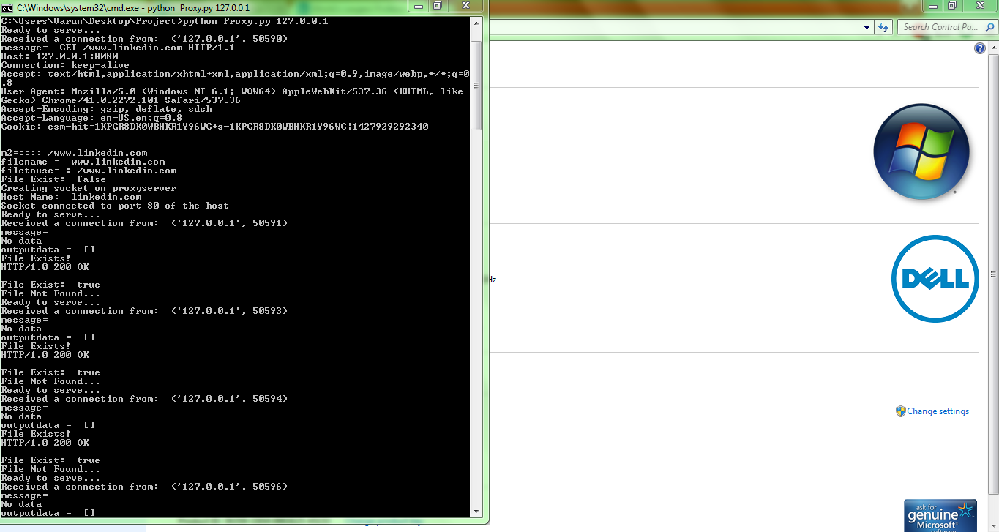 C:\Windows\system32\cmd.exe - python  Proxy.py 127.0.0.1
C:\Users\Varun\Desktop\Project>python Proxy.py 127.0.0.1
Ready to serve...
Received a connection from:  ('127.0.0.1', 50590)
message=  GET /www.linkedin.com HTTP/1.1
Host: 127.0.0.1:8080
Connection: keep-alive
Accept: text/html,application/xhtml+xml,application/xml;q=0.9,image/webp,*/*;q=0
.8
User-Agent: Mozilla/5.0 (Windows NT 6.1; WOW64) AppleWebKit/537.36 (KHTML, like
Gecko) Chrome/41.0.2272.101 Safari/537.36
Accept-Encoding: gzip, deflate, sdch
Accept-Language: en-US,en;q=0.8
Cookie: csm-hit=1KPGR8DK0WBHKR1Y96WC+s-1KPGR8DK0WBHKR1Y96WC|1427929292340
m2=:::: /www.linkedin.com
filename =  www.linkedin.com
filetouse= : /www.linkedin.com
File Exist:  false
Creating socket on proxyserver
Host Name:  linkedin.com
Socket connected to port 80 of the host
Ready to serve...
Received a connection from:  ('127.0.0.1', 50591)
message=
No data
outputdata =  []
File Exists!
HTTP/1.0 200 OK
File Exist:  true
File Not Found...
Ready to serve...
Received a connection from:  ('127.0.0.1', 50593)
message=
No data
outputdata =  []
File Exists!
HTTP/1.0 200 OK
File Exist:  true
File Not Found...
Ready to serve...
Received a connection from:  ('127.0.0.1', 50594)
message=
No data
outputdata =  []
File Exists!
HTTP/1.0 200 OK
File Exist:  true
File Not Found...
Ready to serve...
Received a connection from:  ('127.0.0.1', 50596)
message=
No data
outputdata =  []
Search Control Pa...
DELL
Hz
Change settings
ask for
genuine
Microsoft
software